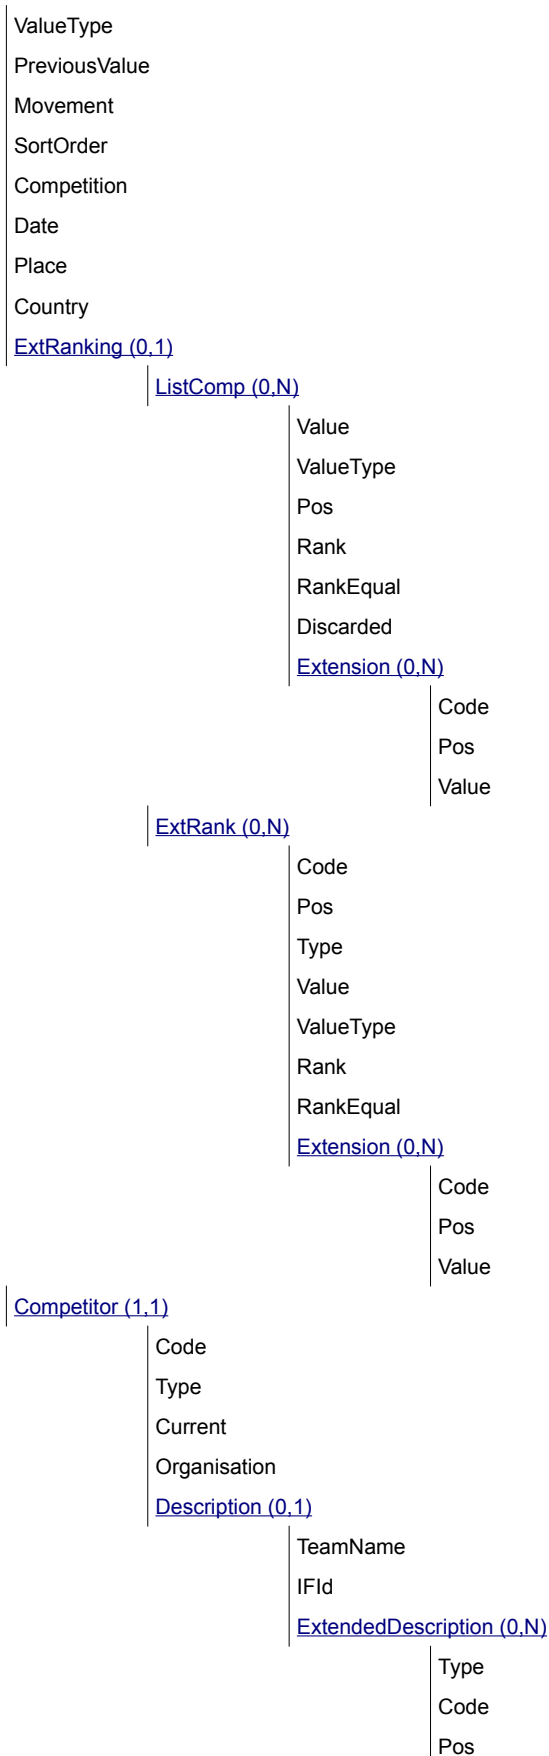 ValueType
PreviousValue
Movement
SortOrder
Competition
Date
Place
Country
ExtRanking (0,1)
ListComp (0,N)
Value
ValueType
Pos
Rank
RankEqual
Discarded
Extension (0,N)
Code
Pos
Value
ExtRank (0,N)
Code
Pos
Type
Value
ValueType
Rank
RankEqual
Extension (0,N)
Code
Pos
Value
Competitor (1,1)
Code
Type
Current
Organisation
Description (0,1)
TeamName
IFId
ExtendedDescription (0,N)
Type
Code
Pos